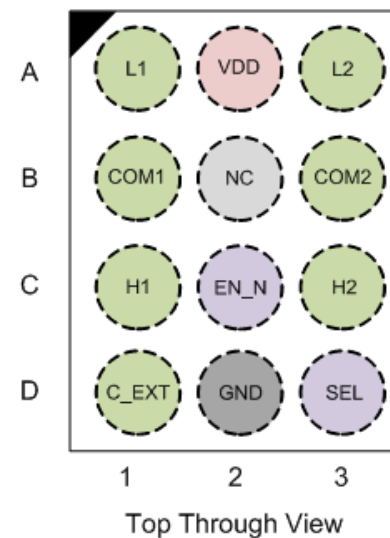 A L1 VDD L2
B COM1 NC COM2
C H1 EN_N H2
D C_EXT GND SEL
1 2 3
Top Through View